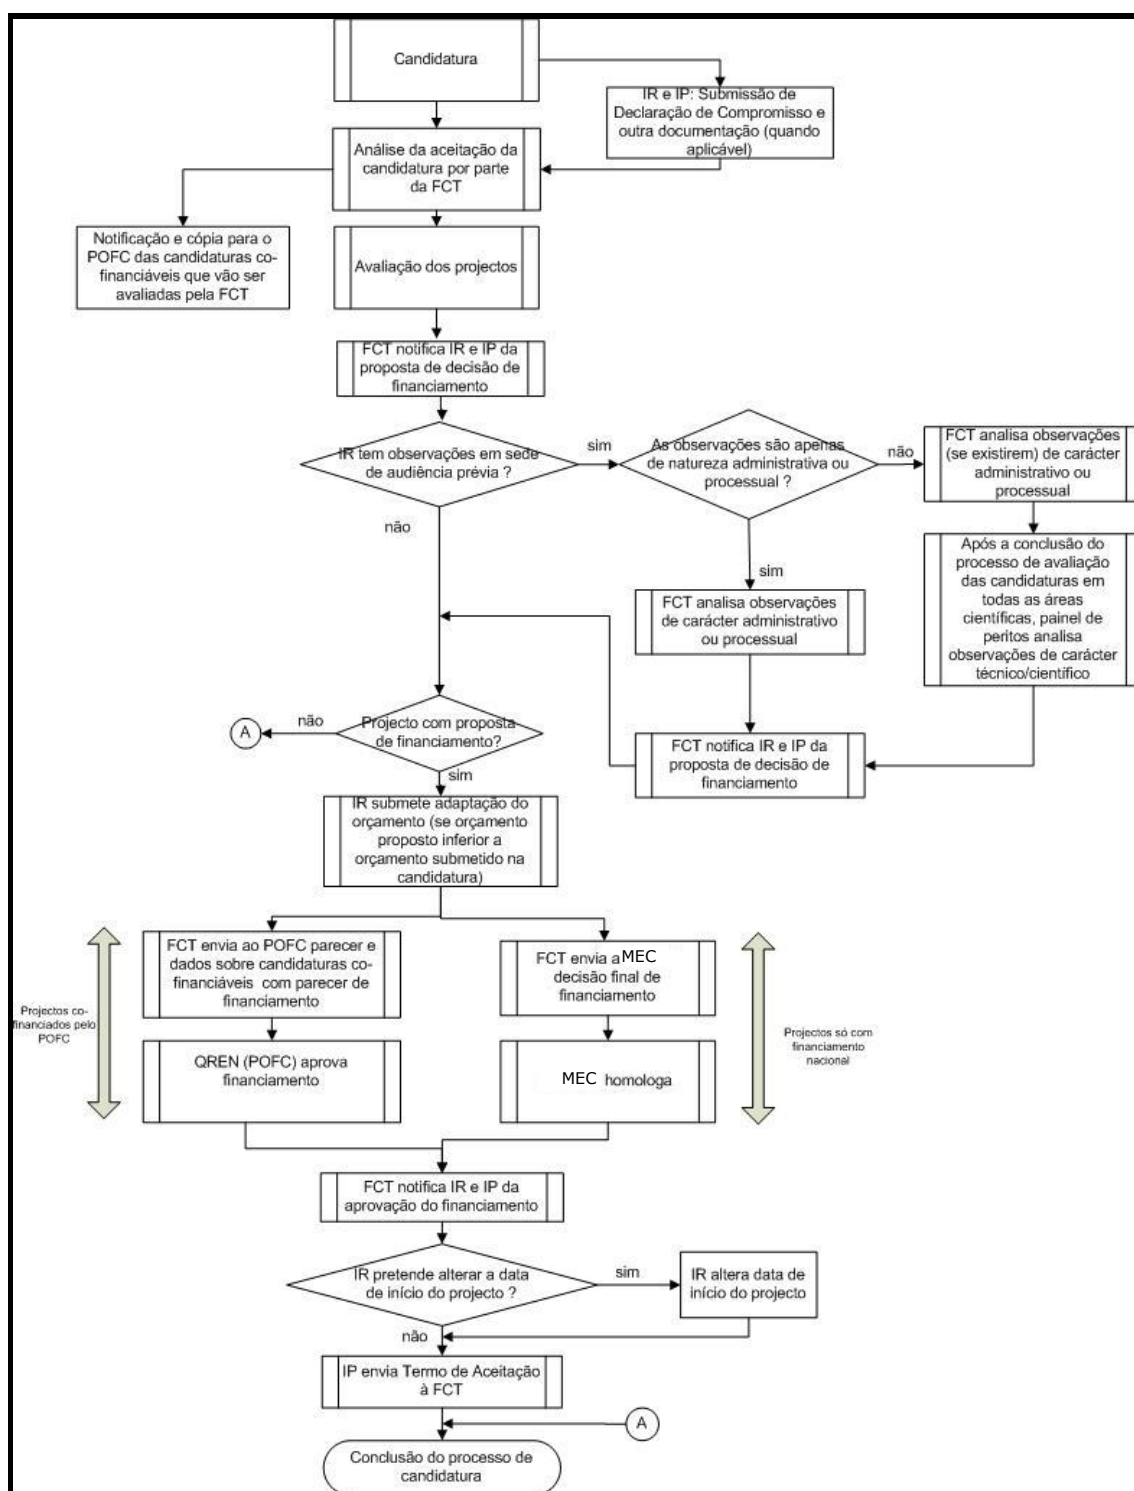 Candidatura
IR e IP: Submissão de
Declaração de Compromisso e
outra documentação (quando
aplicável)
Análise da aceitação da
candidatura por parte
da FCT
Notificação e cópia para o
POFC das candidaturas co-
financiáveis que vão ser
avaliadas pela FCT
Avaliação dos projectos
FCT notifica IR e IP da
proposta de decisão de
financiamento
IR tem observações em sede
de audiência prévia ?
sim
As observações são apenas
de natureza administrativa ou
processual ?
não
FCT analisa observações
(se existirem) de carácter
administrativo ou
processual
não
sim
Após a conclusão do
processo de avaliação
das candidaturas em
todas as áreas
científicas, painel de
peritos analisa
observações de carácter
técnico/científico
FCT analisa observações
de carácter administrativo
ou processual
A
não
Projecto com proposta
de financiamento?
sim
FCT notifica IR e IP da
proposta de decisão de
financiamento
IR submete adaptação do
orçamento (se orçamento
proposto inferior a
orçamento submetido na
candidatura)
Projectos co-
financiados pelo
POFC
FCT envia ao POFC parecer e
dados sobre candidaturas co-
financiáveis com parecer de
financiamento
FCT envia a MEC
decisão final de
financiamento
Projectos só com
financiamento
nacional
QREN (POFC) aprova
financiamento
MEC homologa
FCT notifica IR e IP da
aprovação do financiamento
IR pretende alterar a data
de início do projecto ?
sim
IR altera data de
início do projecto
não
IP envia Termo de Aceitação
à FCT
A
Conclusão do processo de
candidatura